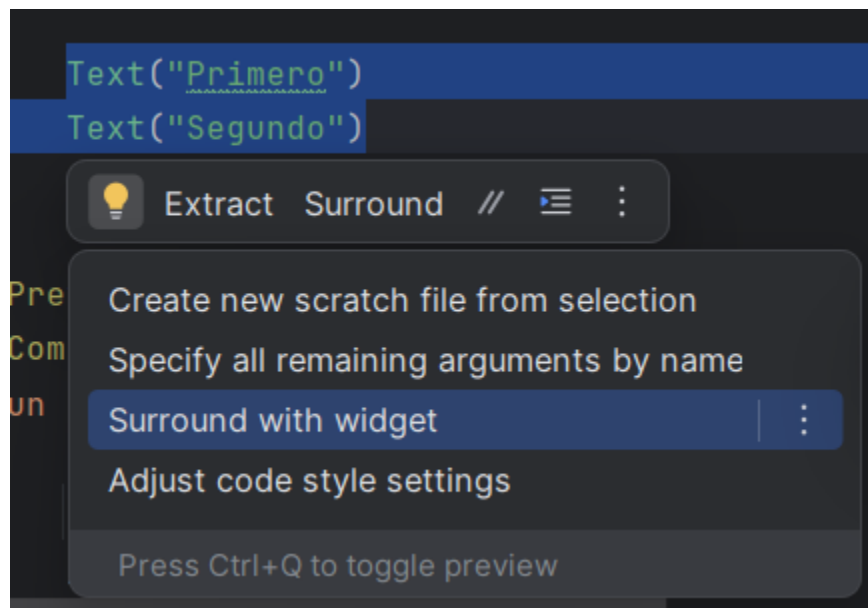 Text("Primero")
Text("Segundo")
Extract Surround //
Pre
Create new scratch file from selection
Com
Specify all remaining arguments by name
un
Surround with widget
Adjust code style settings
Press Ctrl+Q to toggle preview